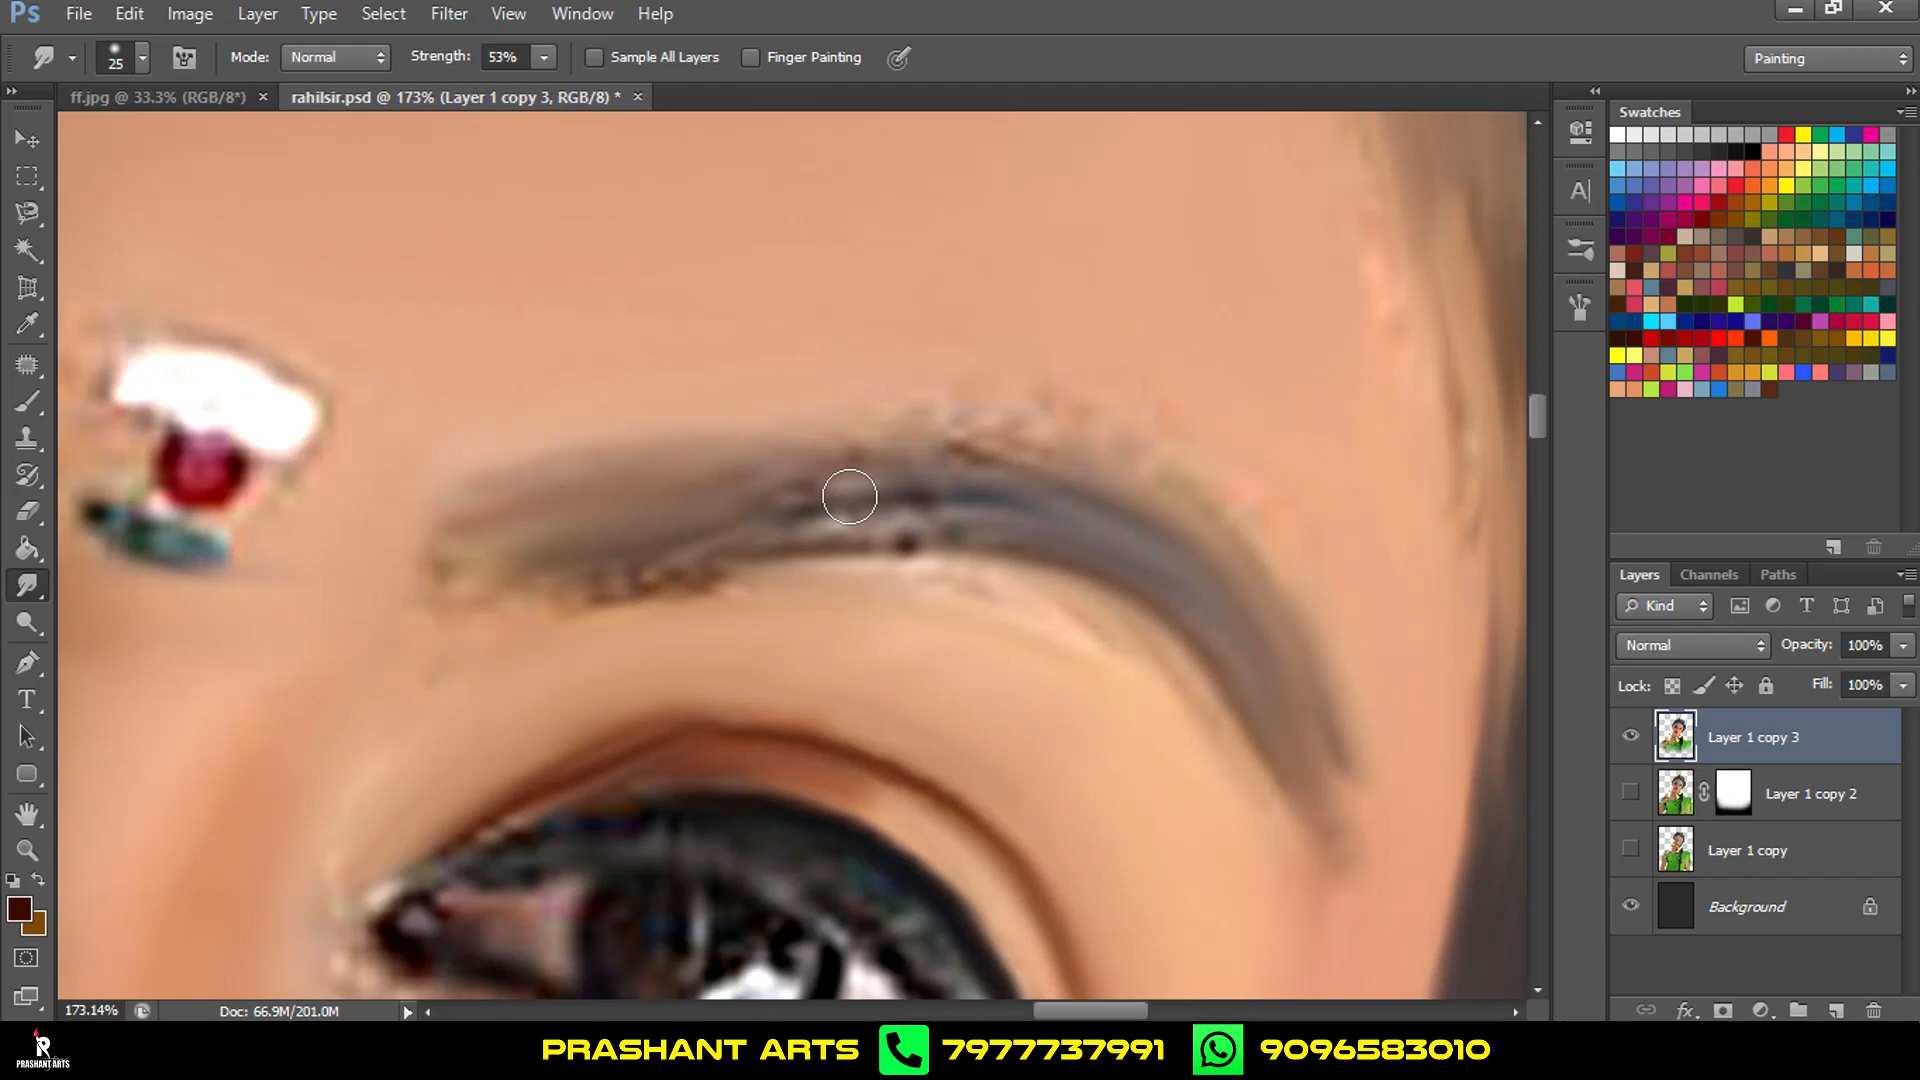 Ps File Edit Image Layer Type Select Filter View Window Help
25 Mode: Normal Strength: 53% Sample All Layers Finger Painting Painting
ff.jpg @ 33.3% (RGB/8*) × rahilsir.psd @ 173% (Layer 1 copy 3, RGB/8) * ×
Swatches
Layers Channels Paths
Kind
Normal Opacity: 100%
Lock: Fill: 100%
Layer 1 copy 3
Layer 1 copy 2
Layer 1 copy
Background
173.14% Doc: 66.9M/201.0M
PRASHANT ARTS
PRASHANT ARTS 7977737991 9096583010